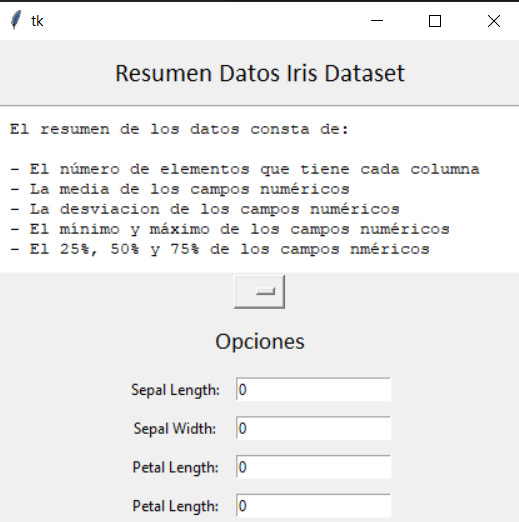 tk
Resumen Datos Iris Dataset
El resumen de los datos consta de:
- El número de elementos que tiene cada columna
- La media de los campos numéricos
- La desviacion de los campos numéricos
- El mínimo y máximo de los campos numéricos
- El 25%, 50% y 75% de los campos nméricos
Opciones
Sepal Length: 0
Sepal Width: 0
Petal Length: 0
Petal Length: 0